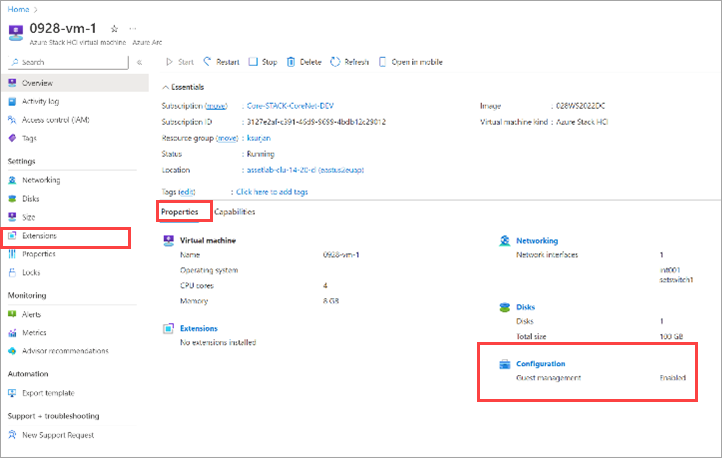 Home
0928-vm-1
Azure Stack HCI virtual machine - Azure Arc
Search
Start
Restart
Stop
Delete
Refresh
Open in mobile
Overview
Activity log
Access control (IAM)
Tags
Settings
Networking
Disks
Size
Extensions
Properties
Locks
Monitoring
Alerts
Metrics
Advisor recommendations
Automation
Export template
Support + troubleshooting
New Support Request
Essentials
Subscription (move) : Core-STACK-CoreNet-DEV
Subscription ID : 3127e2af-c391-46d9-9699-4bdb12c29012
Resource group (move) : ksurjan
Status : Running
Location : assetlab-clu-14-20-cl (eastus2euap)
Image : 028WS2022DC
Virtual machine kind : Azure Stack HCI
Tags (edit) : Click here to add tags
Properties
Capabilities
Virtual machine
Name 0928-vm-1
Operating system
CPU cores 4
Memory 8 GB
Extensions
No extensions installed
Networking
Network interfaces 1
int001
setswitch1
Disks
Disks 1
Total size 100 GB
Configuration
Guest management Enabled